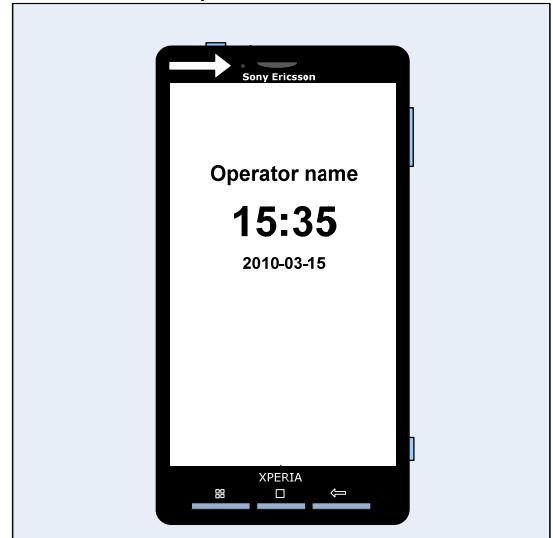 Sony Ericsson
Operator name
15:35
2010-03-15
XPERIA